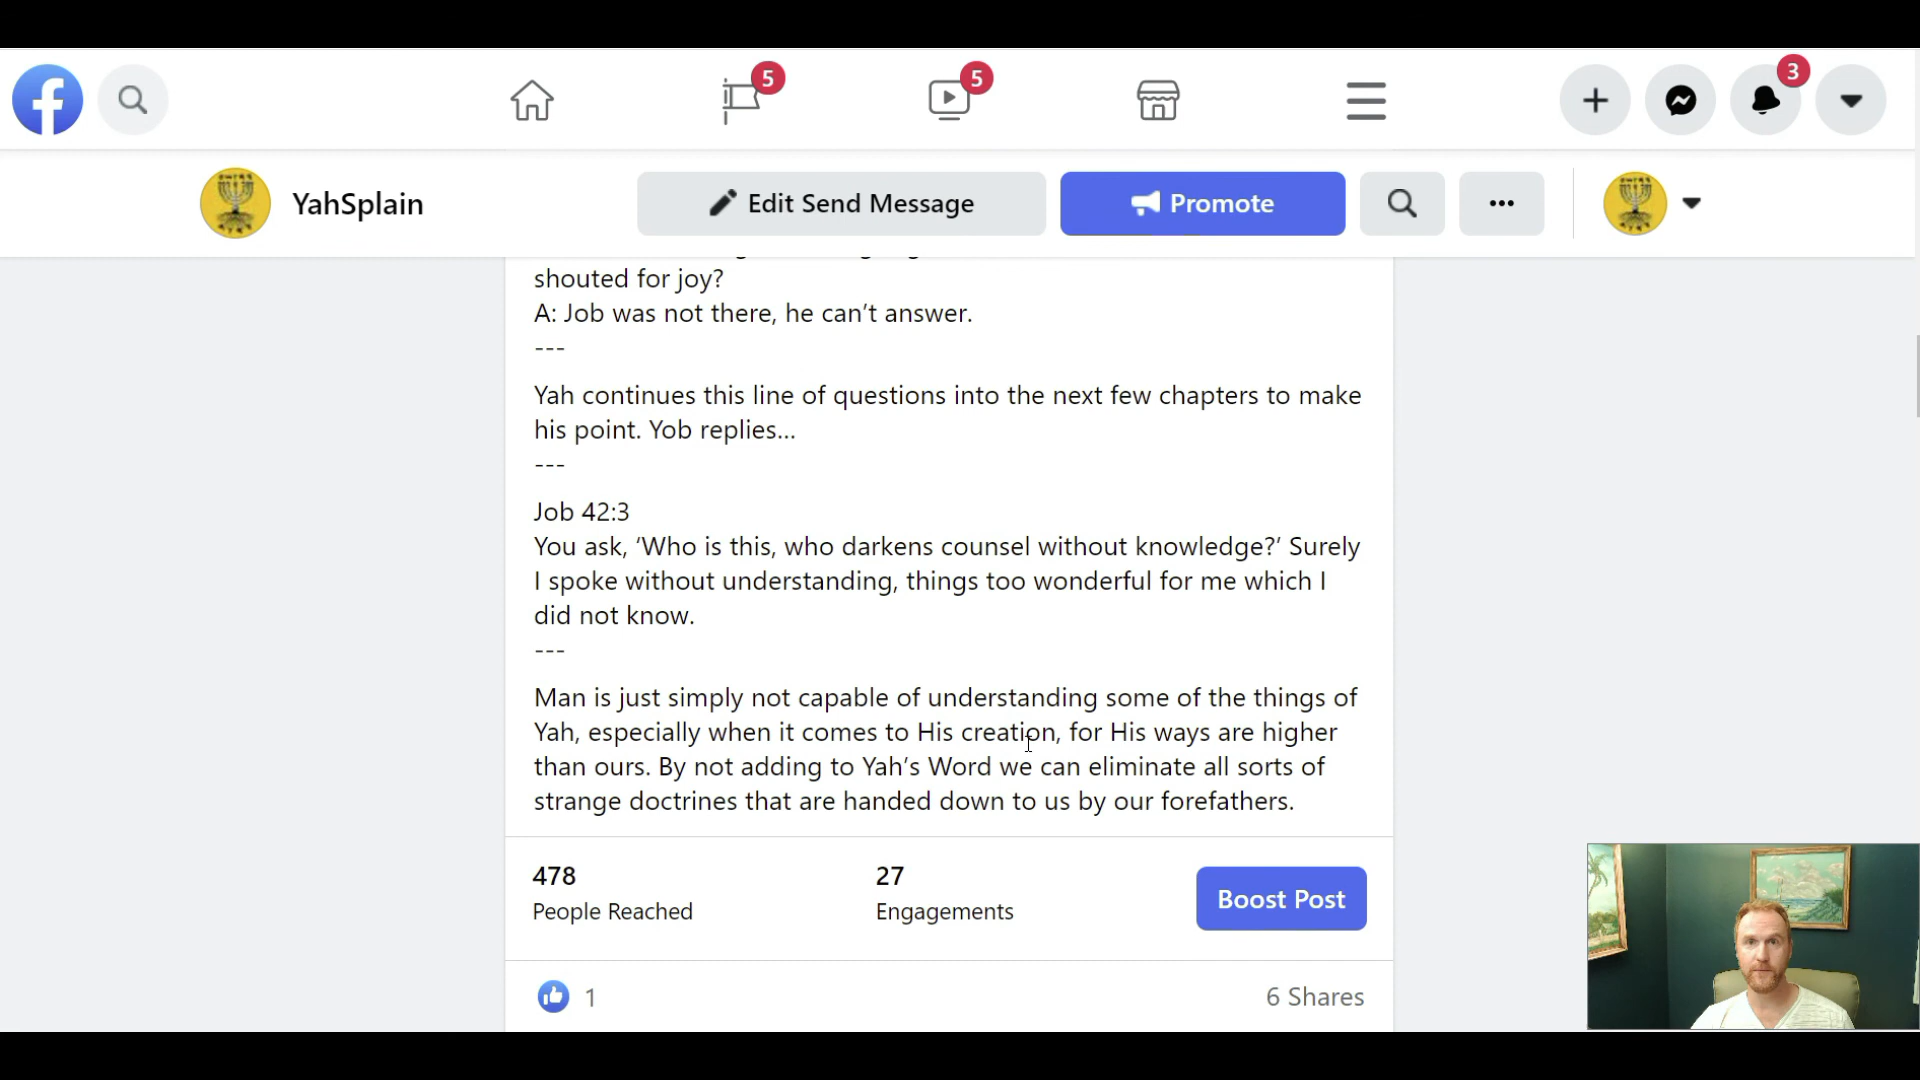 5
5
3
YahSplain
Edit Send Message
Promote
shouted for joy?
A: Job was not there, he can’t answer.
---
Yah continues this line of questions into the next few chapters to make
his point. Yob replies...
---
Job 42:3
You ask, ‘Who is this, who darkens counsel without knowledge?’ Surely
I spoke without understanding, things too wonderful for me which I
did not know.
---
Man is just simply not capable of understanding some of the things of
Yah, especially when it comes to His creation, for His ways are higher
than ours. By not adding to Yah’s Word we can eliminate all sorts of
strange doctrines that are handed down to us by our forefathers.
478
People Reached
27
Engagements
Boost Post
1
6 Shares